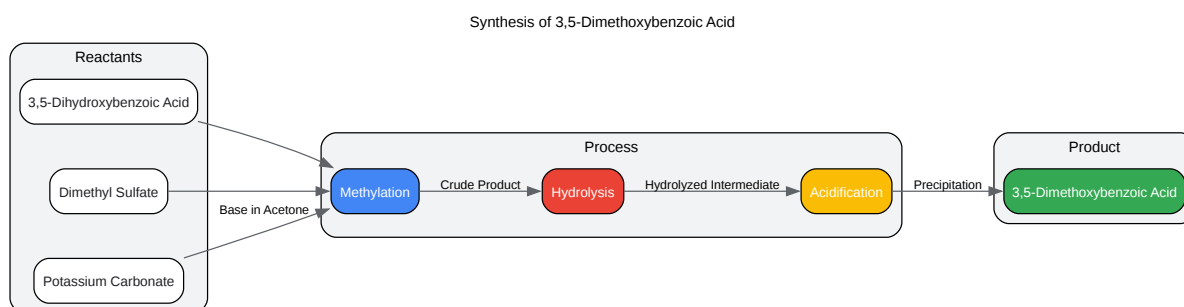 Synthesis of 3,5-Dimethoxybenzoic Acid
Reactants
3,5-Dihydroxybenzoic Acid
Dimethyl Sulfate
Potassium Carbonate
Base in Acetone
Process
Methylation
Crude Product
Hydrolysis
Hydrolyzed Intermediate
Acidification
Precipitation
Product
3,5-Dimethoxybenzoic Acid